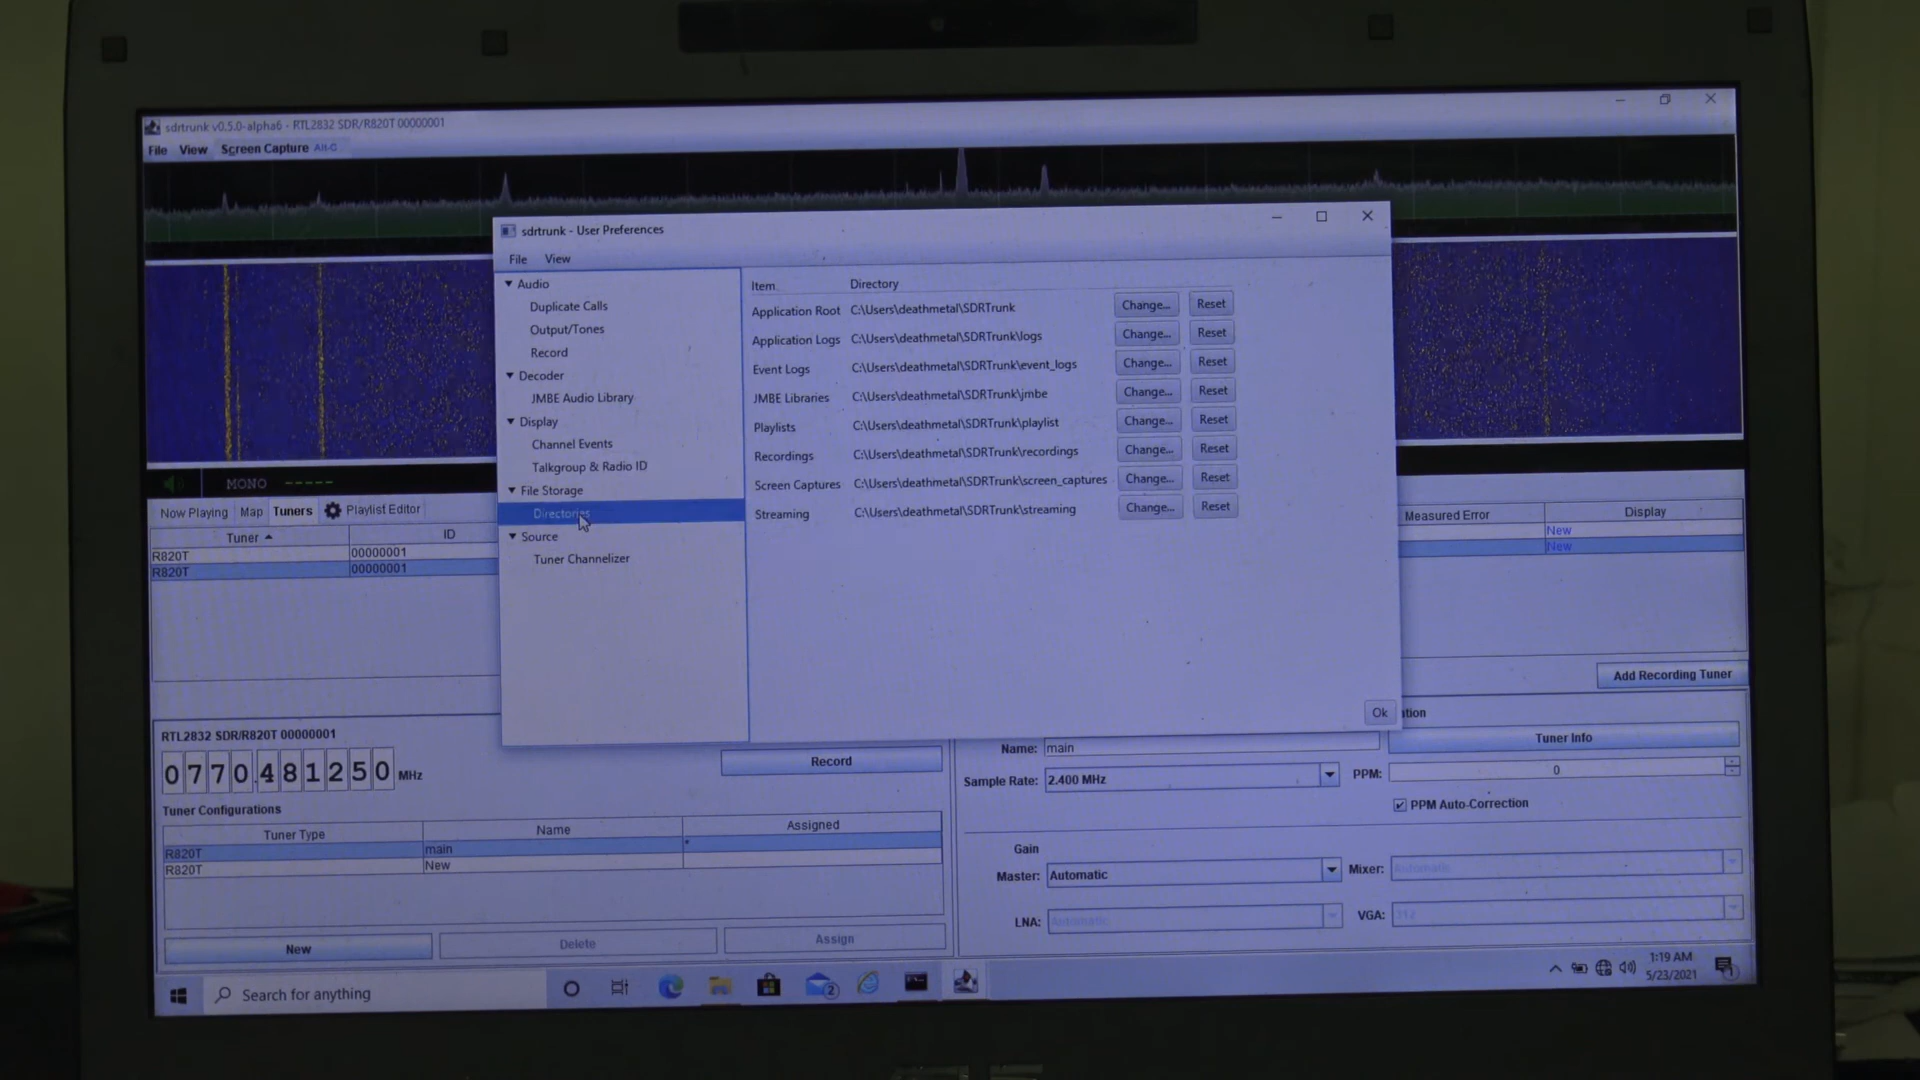 sdrtrunk v0.5.0-alpha6 - RTL2832 SDR/R820T 00000001
File View Screen Capture Alt-C
sdrtrunk - User Preferences
File View
Audio
Duplicate Calls
Output/Tones
Record
Decoder
JMBE Audio Library
Display
Channel Events
Talkgroup & Radio ID
File Storage
Directories
Source
Tuner Channelizer
Item Directory
Application Root C:\Users\deathmetal\SDRTrunk Change... Reset
Application Logs C:\Users\deathmetal\SDRTrunk\logs Change... Reset
Event Logs C:\Users\deathmetal\SDRTrunk\event_logs Change... Reset
JMBE Libraries C:\Users\deathmetal\SDRTrunk\jmbe Change... Reset
Playlists C:\Users\deathmetal\SDRTrunk\playlist Change... Reset
Recordings C:\Users\deathmetal\SDRTrunk\recordings Change... Reset
Screen Captures C:\Users\deathmetal\SDRTrunk\screen_captures Change... Reset
Streaming C:\Users\deathmetal\SDRTrunk\streaming Change... Reset
Ok
MONO -----
Now Playing Map Tuners Playlist Editor
Tuner ID Measured Error Display
R820T 00000001 New
R820T 00000001 New
Add Recording Tuner
RTL2832 SDR/R820T 00000001
0770.481250 MHz
Record
Tuner Configurations
Tuner Type Name Assigned
R820T main *
R820T New
New Delete Assign
ation
Name: main Tuner Info
Sample Rate: 2.400 MHz PPM: 0
PPM Auto-Correction
Gain
Master: Automatic Mixer: Automatic
LNA: Automatic VGA: 312
Search for anything
2
1:19 AM
5/23/2021
1